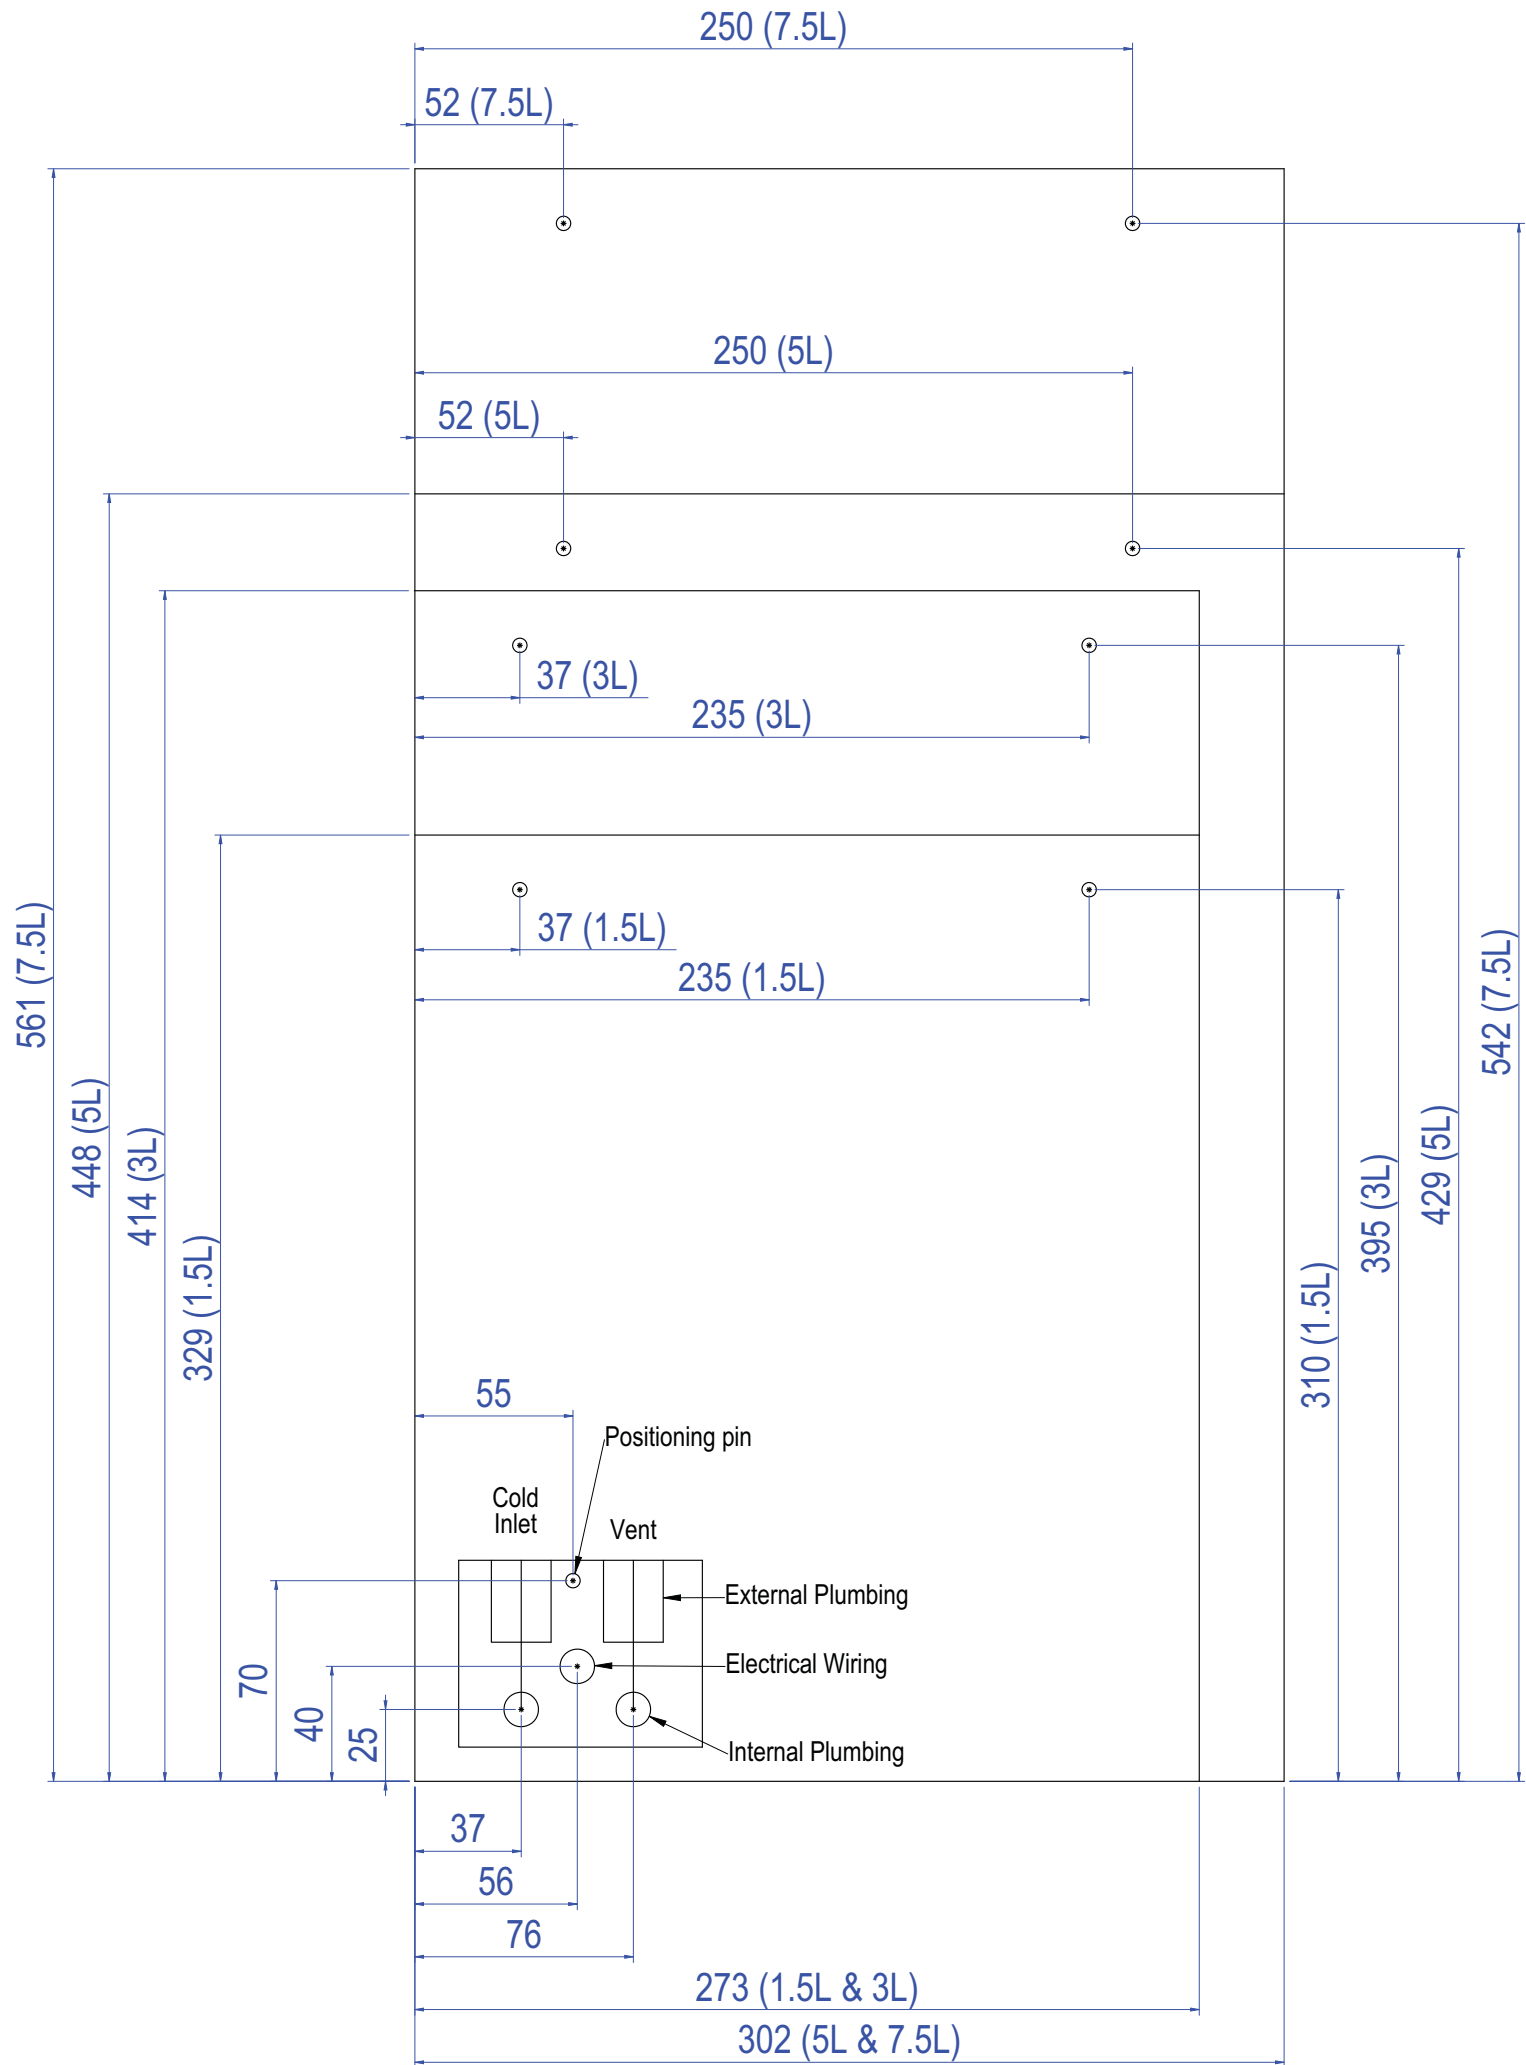 250 (7.5L)
52 (7.5L)
250 (5L)
52 (5L)
37 (3L)
235 (3L)
37 (1.5L)
235 (1.5L)
561 (7.5L)
448 (5L)
414 (3L)
329 (1.5L)
542 (7.5L)
429 (5L)
395 (3L)
310 (1.5L)
55
Positioning pin
Cold
Inlet
Vent
External Plumbing
Electrical Wiring
Internal Plumbing
70
40
25
37
56
76
273 (1.5L & 3L)
302 (5L & 7.5L)